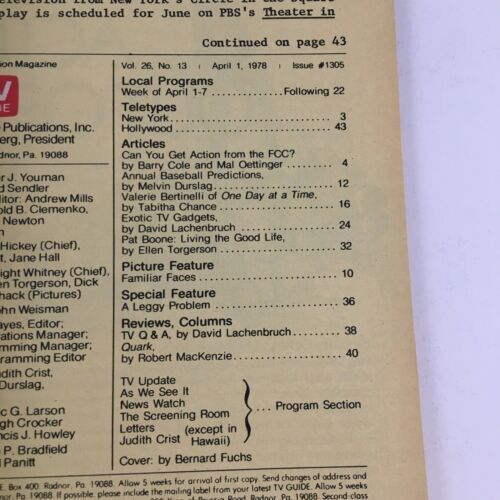 play is scheduled for June on PBS's Theater in
Continued on page 43
Magazine
Publications, Inc.
President
Pa. 19088
J. Youman
Sendler
Andrew Mills
B. Clemenko,
Newton
Hickey (Chief),
Jane Hall
Whitney (Chief),
Torgerson, Dick
(Pictures)
Weisman
Editor;
Manager;
Manager;
Editor
Crist,
Durslag,
G. Larson
Crocker
J. Howley
P. Bradfield
Panitt
Vol. 26, No. 13 | April 1, 1978 Issue #1305
Local Programs
Week of April 1-7 .................. Following 22
Teletypes
New York.................................... 3
Hollywood................................... 43
Articles
Can You Get Action from the FCC?
by Barry Cole and Mal Oettinger .......... 4
Annual Baseball Predictions,
by Melvin Durslag......................... 12
Valerie Bertinelli of One Day at a Time,
by Tabitha Chance......................... 16
Exotic TV Gadgets,
by David Lachenbruch ..................... 24
Pat Boone: Living the Good Life,
by Ellen Torgerson........................ 32
Picture Feature
Familiar Faces ........................... 10
Special Feature
A Leggy Problem .......................... 36
Reviews, Columns
TV Q & A, by David Lachenbruch............ 38
Quark,
by Robert MacKenzie....................... 40
TV Update
As We See It
News Watch
The Screening Room ... Program Section
Letters (except in
Judith Crist Hawaii)
Cover: by Bernard Fuchs
Box 400, Radnor, Pa. 19088. Allow 5 weeks for arrival of first copy. Send changes of address and
Pa. 19088. If possible, please include the mailing label from your latest TV GUIDE. Allow 5 weeks
Radnor, Pa. 19088. Second-class